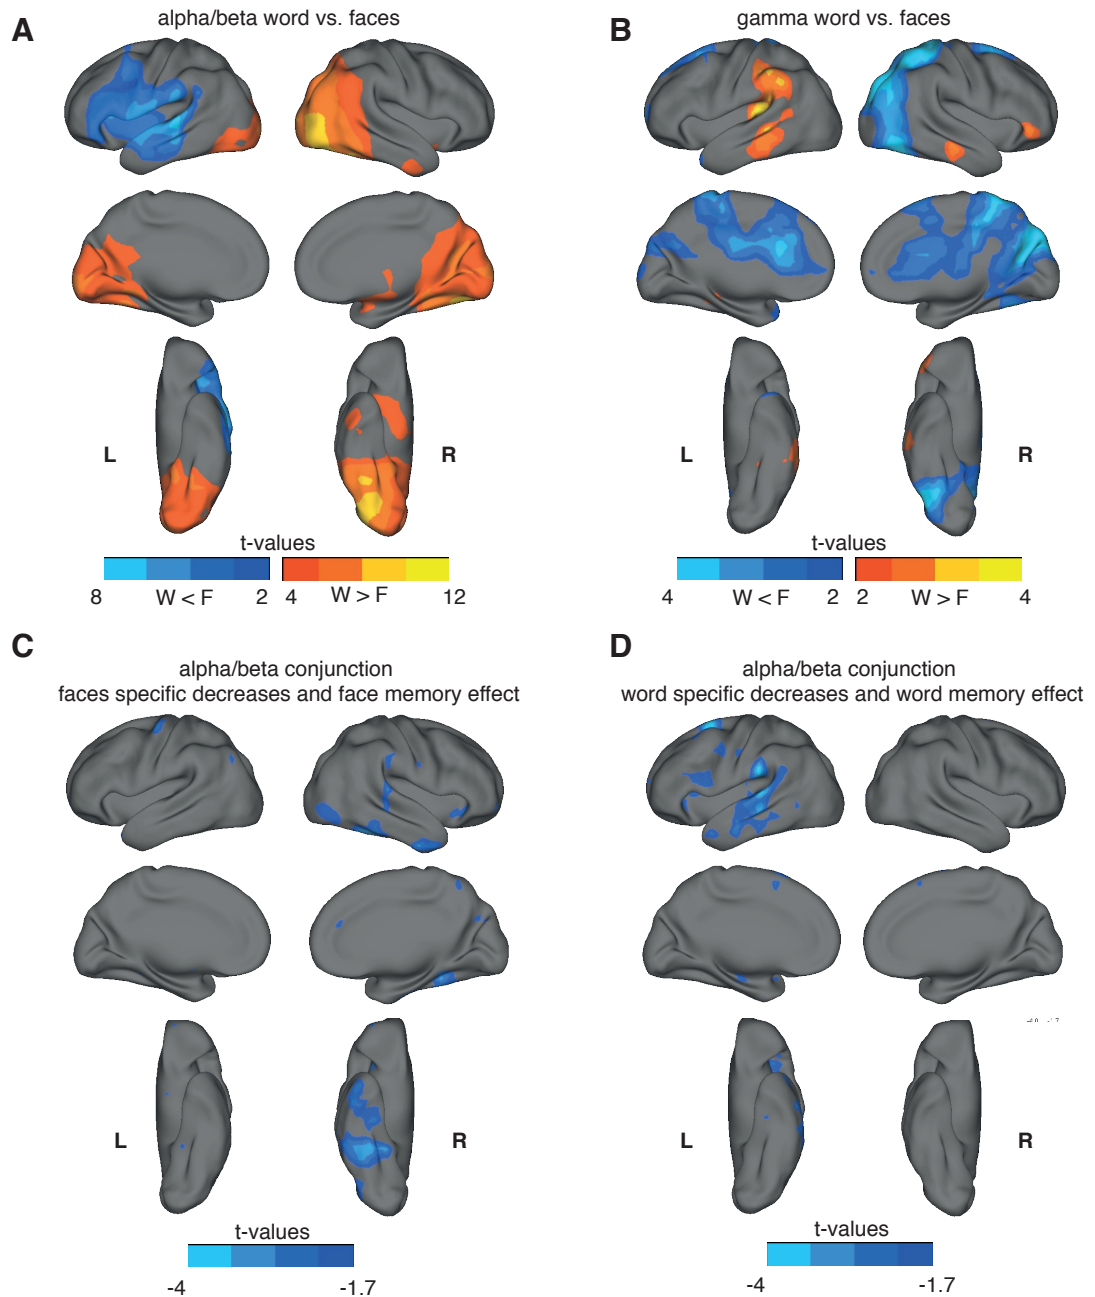 A
alpha/beta word vs. faces
L
R
t-values
8 W < F 2 4 W > F 12
B
gamma word vs. faces
L
R
t-values
4 W < F 2 2 W > F 4
C
alpha/beta conjunction
faces specific decreases and face memory effect
L
R
t-values
-4 -1.7
D
alpha/beta conjunction
word specific decreases and word memory effect
L
R
t-values
-4 -1.7